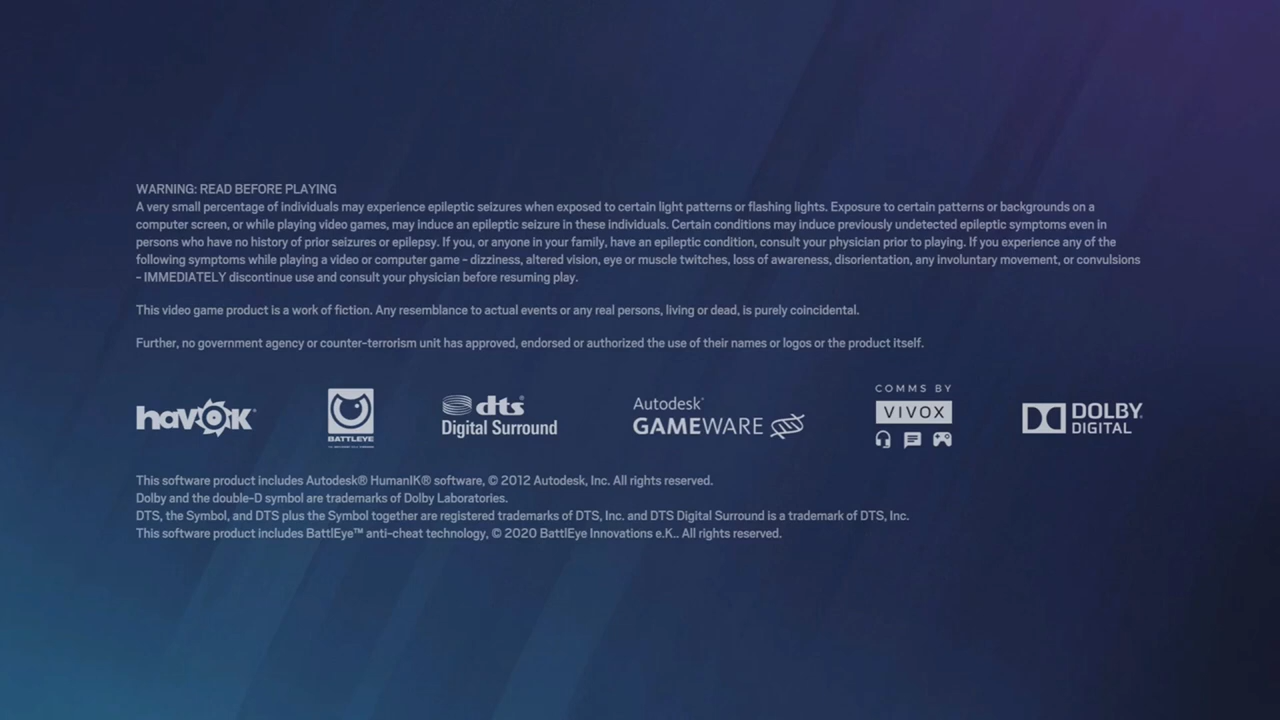 WARNING: READ BEFORE PLAYING
A very small percentage of individuals may experience epileptic seizures when exposed to certain light patterns or flashing lights. Exposure to certain patterns or backgrounds on a
computer screen, or while playing video games, may induce an epileptic seizure in these individuals. Certain conditions may induce previously undetected epileptic symptoms even in
persons who have no history of prior seizures or epilepsy. If you, or anyone in your family, have an epileptic condition, consult your physician prior to playing. If you experience any of the
following symptoms while playing a video or computer game - dizziness, altered vision, eye or muscle twitches, loss of awareness, disorientation, any involuntary movement, or convulsions
- IMMEDIATELY discontinue use and consult your physician before resuming play.
This video game product is a work of fiction. Any resemblance to actual events or any real persons, living or dead, is purely coincidental.
Further, no government agency or counter-terrorism unit has approved, endorsed or authorized the use of their names or logos or the product itself.
havok
BATTLEYE
dts
Digital Surround
Autodesk
GAMEWARE
COMMS BY
VIVOX
DOLBY
DIGITAL
This software product includes Autodesk® HumanIK® software, © 2012 Autodesk, Inc. All rights reserved.
Dolby and the double-D symbol are trademarks of Dolby Laboratories.
DTS, the Symbol, and DTS plus the Symbol together are registered trademarks of DTS, Inc. and DTS Digital Surround is a trademark of DTS, Inc.
This software product includes BattlEye™ anti-cheat technology, © 2020 BattlEye Innovations e.K.. All rights reserved.